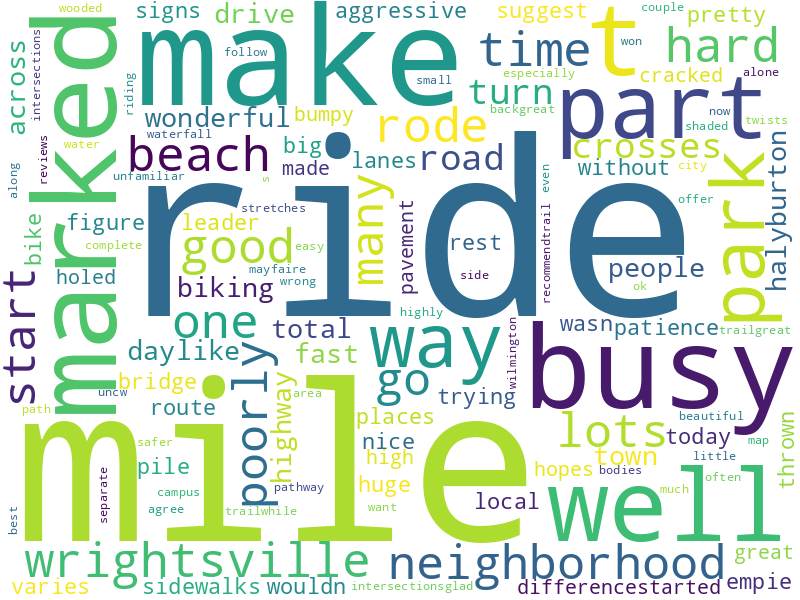 wooded
signs
drive
aggressive
suggest
couple
pretty
make
t
hard
across
intersections
marked
riding
follow
small
time
won
especially
cracked
alone
turn
backgreat
part
wonderful
bumpy
rode
now
shaded
twists
waterfall
beach
big
crosses
reviews
made
lanes
road
without
even
city
park
halyburton
water
along
unfamiliar
ride
many
s
stretches
offer
figure
leader
bike
complete
good
easy
rest
pavement
recommendtrail
people
side
mayfaire
wrong
holed
biking
ok
start
one
total
highly
way
wilmington
wasn
patience
trailgreat
daylike
poorly
fast
busy
bridge
uncw
highway
area
go
trying
path
route
places
lots
beautiful
map
mile
safer
nice
today
thrown
pile
high
town
little
huge
hopes
bodies
often
separate
campus
pathway
well
much
best
agree
trailwhile
want
local
wrightsville
neighborhood
great
varies
sidewalks
wouldn
intersectionsglad
differencestarted
empie